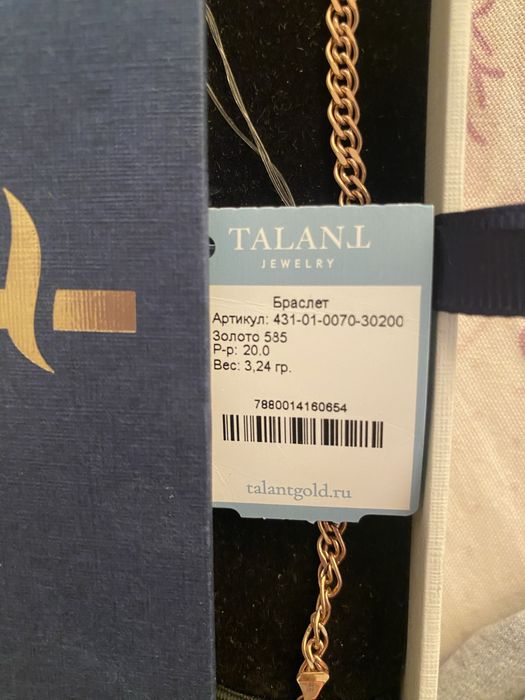 TALANT
JEWELRY
Браслет
Артикул: 431-01-0070-30200
Золото 585
Р-р: 20.0
Вес: 3,24 гр.
7880014160654
talantgold.ru